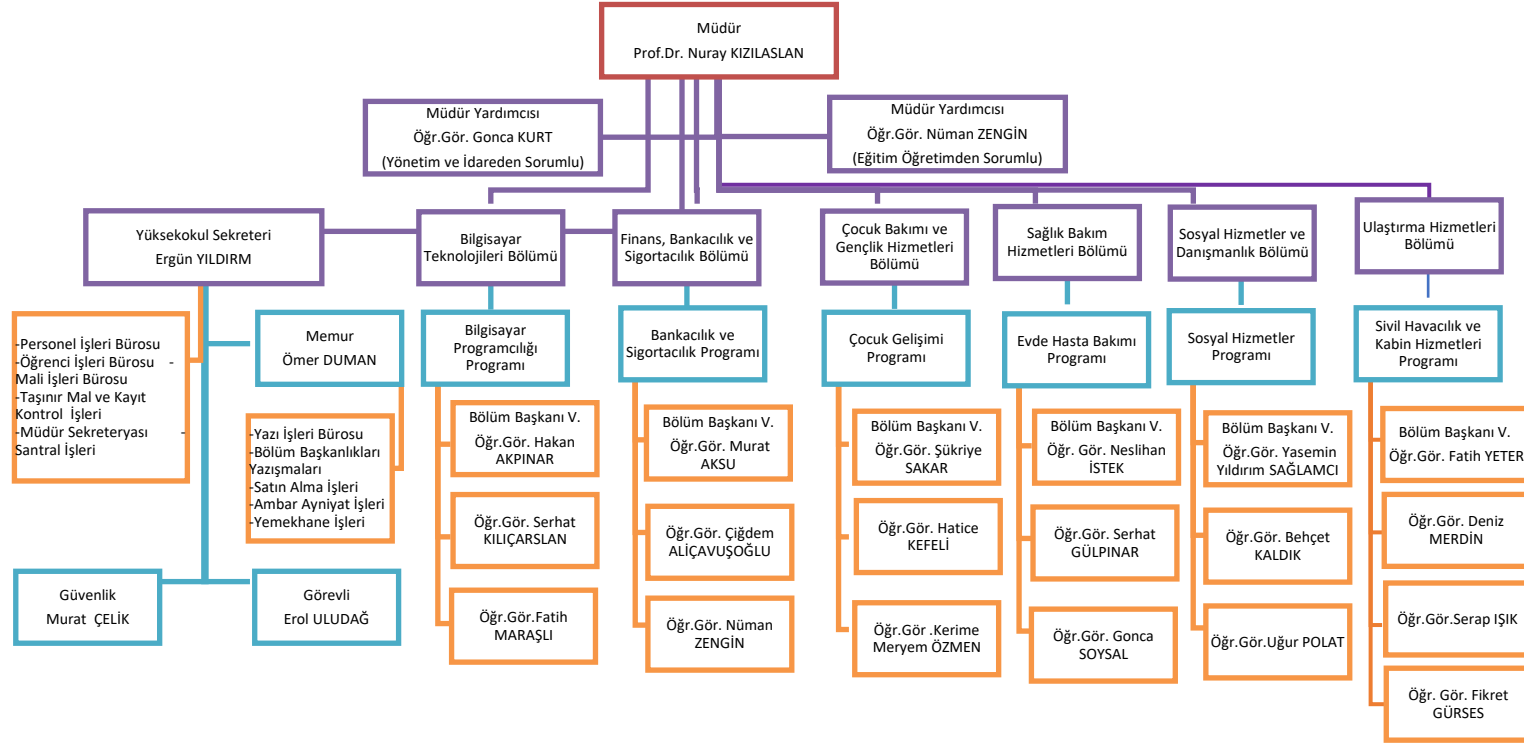 Müdür
Prof.Dr. Nuray KIZILASLAN
Müdür Yardımcısı
Öğr.Gör. Gonca KURT
(Yönetim ve İdareden Sorumlu)
Müdür Yardımcısı
Öğr.Gör. Nüman ZENGİN
(Eğitim Öğretimden Sorumlu)
Yüksekokul Sekreteri
Ergün YILDIRM
Bilgisayar
Teknolojileri Bölümü
Finans, Bankacılık ve
Sigortacılık Bölümü
Çocuk Bakımı ve
Gençlik Hizmetleri
Bölümü
Sağlık Bakım
Hizmetleri Bölümü
Sosyal Hizmetler ve
Danışmanlık Bölümü
Ulaştırma Hizmetleri
Bölümü
-Personel İşleri Bürosu
-Öğrenci İşleri Bürosu -
Mali İşleri Bürosu
-Taşınır Mal ve Kayıt
Kontrol İşleri
-Müdür Sekreteryası -
Santral İşleri
Memur
Ömer DUMAN
-Yazı İşleri Bürosu
-Bölüm Başkanlıkları
Yazışmaları
-Satın Alma İşleri
-Ambar Ayniyat İşleri
-Yemekhane İşleri
Güvenlik
Murat ÇELİK
Görevli
Erol ULUDAĞ
Bilgisayar
Programcılığı
Programı
Bölüm Başkanı V.
Öğr.Gör. Hakan
AKPINAR
Öğr.Gör. Serhat
KILIÇARSLAN
Öğr.Gör.Fatih
MARAŞLI
Bankacılık ve
Sigortacılık Programı
Bölüm Başkanı V.
Öğr.Gör. Murat
AKSU
Öğr.Gör. Çiğdem
ALİÇAVUŞOĞLU
Öğr.Gör. Nüman
ZENGİN
Çocuk Gelişimi
Programı
Bölüm Başkanı V.
Öğr.Gör. Şükriye
SAKAR
Öğr.Gör. Hatice
KEFELİ
Öğr.Gör .Kerime
Meryem ÖZMEN
Evde Hasta Bakımı
Programı
Bölüm Başkanı V.
Öğr. Gör. Neslihan
İSTEK
Öğr.Gör. Serhat
GÜLPINAR
Öğr.Gör. Gonca
SOYSAL
Sosyal Hizmetler
Programı
Bölüm Başkanı V.
Öğr.Gör. Yasemin
Yıldırım SAĞLAMCI
Öğr.Gör. Behçet
KALDIK
Öğr.Gör.Uğur POLAT
Sivil Havacılık ve
Kabin Hizmetleri
Programı
Bölüm Başkanı V.
Öğr.Gör. Fatih YETER
Öğr.Gör. Deniz
MERDİN
Öğr.Gör.Serap IŞIK
Öğr. Gör. Fikret
GÜRSES